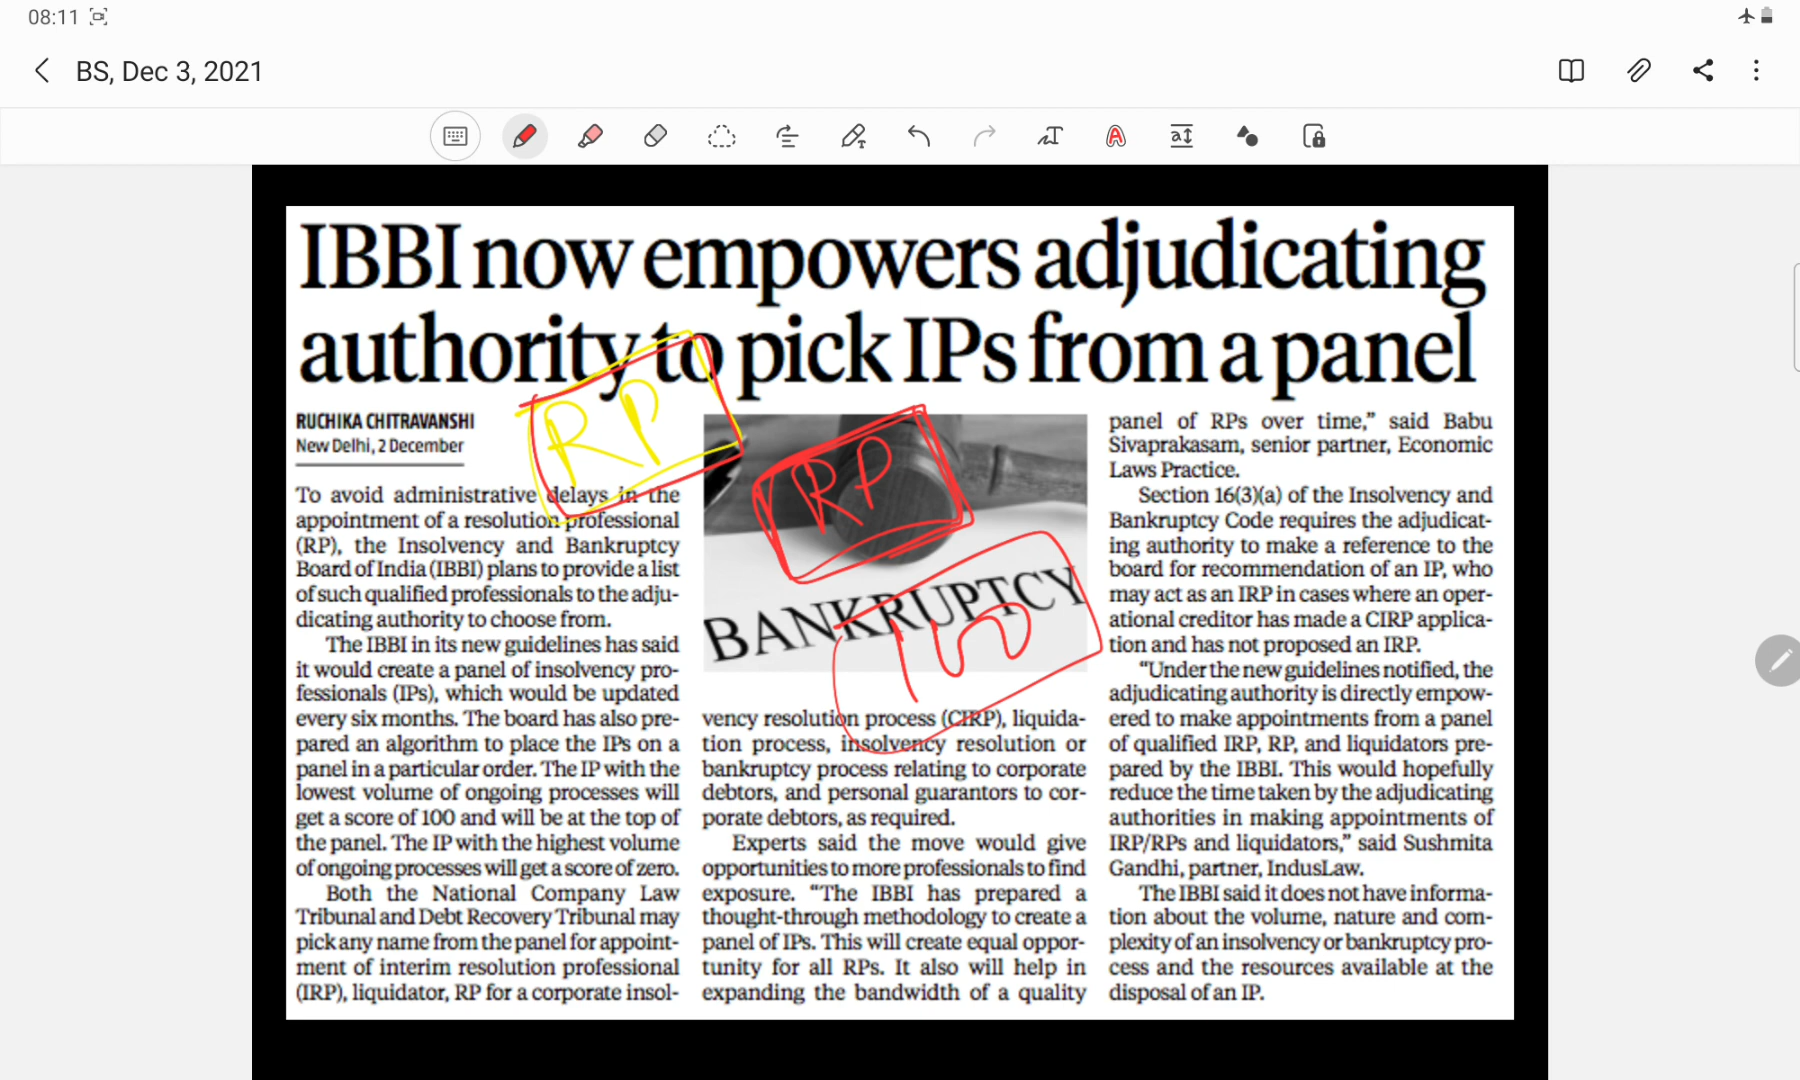 08:11
BS, Dec 3, 2021
IBBI now empowers adjudicating
authority to pick IPs from a panel
RUCHIKA CHITRAVANSHI
New Delhi, 2 December
To avoid administrative delays in the
appointment of a resolution professional
(RP), the Insolvency and Bankruptcy
Board of India (IBBI) plans to provide a list
of such qualified professionals to the adju-
dicating authority to choose from.
The IBBI in its new guidelines has said
it would create a panel of insolvency pro-
fessionals (IPs), which would be updated
every six months. The board has also pre-
pared an algorithm to place the IPs on a
panel in a particular order. The IP with the
lowest volume of ongoing processes will
get a score of 100 and will be at the top of
the panel. The IP with the highest volume
of ongoing processes will get a score of zero.
Both the National Company Law
Tribunal and Debt Recovery Tribunal may
pick any name from the panel for appoint-
ment of interim resolution professional
(IRP), liquidator, RP for a corporate insol-
RP
RP
BANKRUPTCY
100
vency resolution process (CIRP), liquida-
tion process, insolvency resolution or
bankruptcy process relating to corporate
debtors, and personal guarantors to cor-
porate debtors, as required.
Experts said the move would give
opportunities to more professionals to find
exposure. “The IBBI has prepared a
thought-through methodology to create a
panel of IPs. This will create equal oppor-
tunity for all RPs. It also will help in
expanding the bandwidth of a quality
panel of RPs over time,” said Babu
Sivaprakasam, senior partner, Economic
Laws Practice.
Section 16(3)(a) of the Insolvency and
Bankruptcy Code requires the adjudicat-
ing authority to make a reference to the
board for recommendation of an IP, who
may act as an IRP in cases where an oper-
ational creditor has made a CIRP applica-
tion and has not proposed an IRP.
“Under the new guidelines notified, the
adjudicating authority is directly empow-
ered to make appointments from a panel
of qualified IRP, RP, and liquidators pre-
pared by the IBBI. This would hopefully
reduce the time taken by the adjudicating
authorities in making appointments of
IRP/RPs and liquidators,” said Sushmita
Gandhi, partner, IndusLaw.
The IBBI said it does not have informa-
tion about the volume, nature and com-
plexity of an insolvency or bankruptcy pro-
cess and the resources available at the
disposal of an IP.